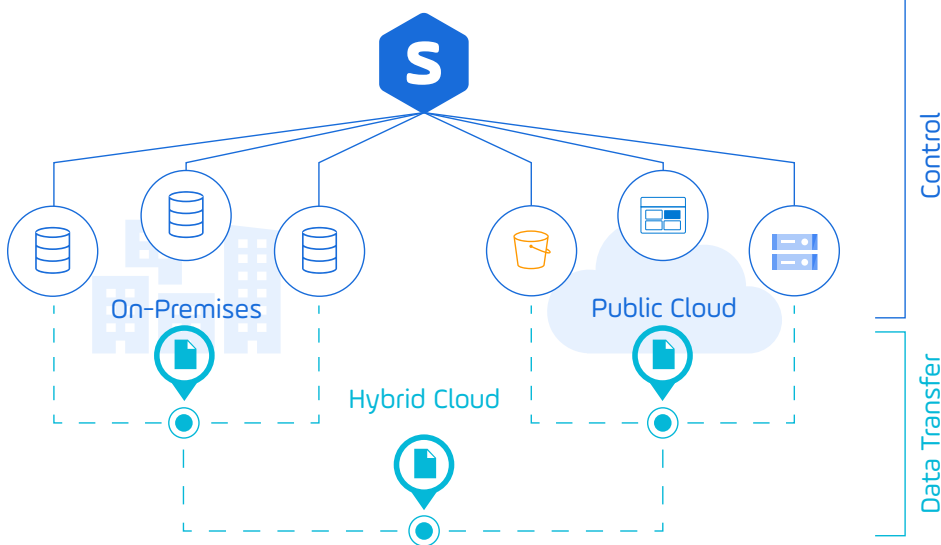 S
Control
On-Premises
Public Cloud
Hybrid Cloud
Data Transfer